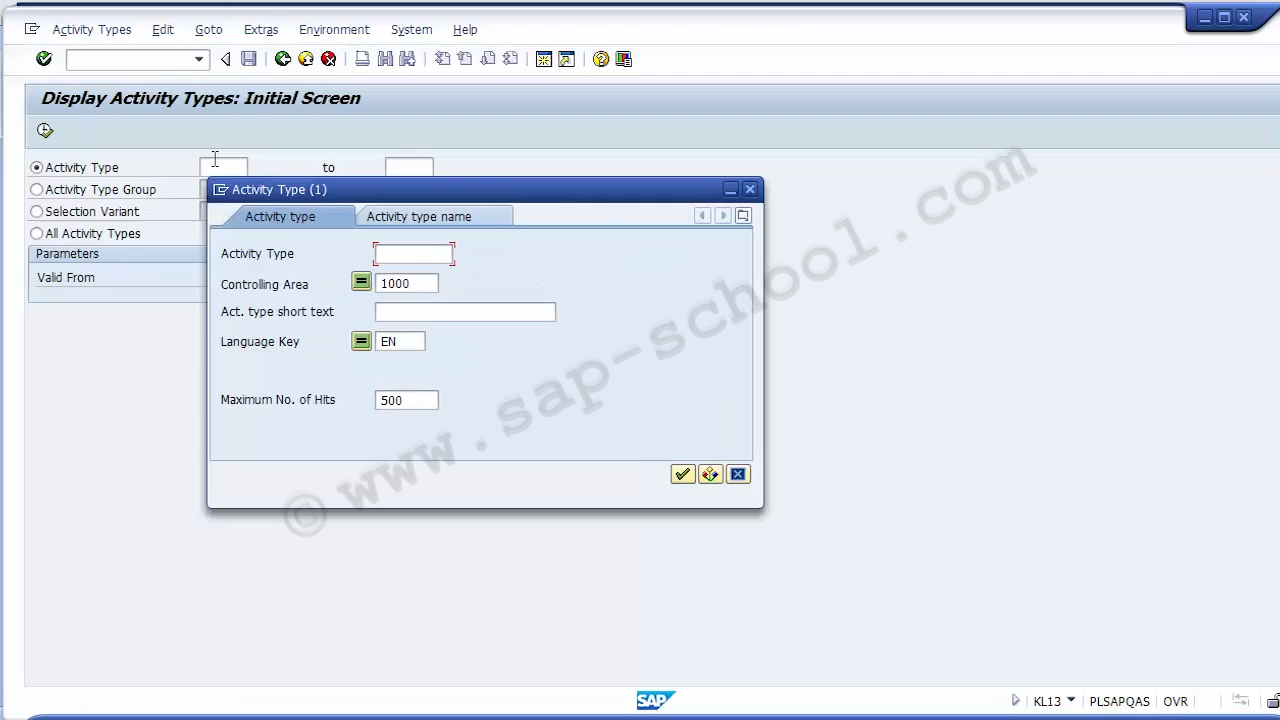 Activity Types Edit Goto Extras Environment System Help
Display Activity Types: Initial Screen
Activity Type to
Activity Type Group
Selection Variant
All Activity Types
Parameters
Valid From
Activity Type (1)
Activity type Activity type name
Activity Type
Controlling Area 1000
Act. type short text
Language Key EN
Maximum No. of Hits 500
© www.sap-school.com
SAP KL13 PLSAPQAS OVR